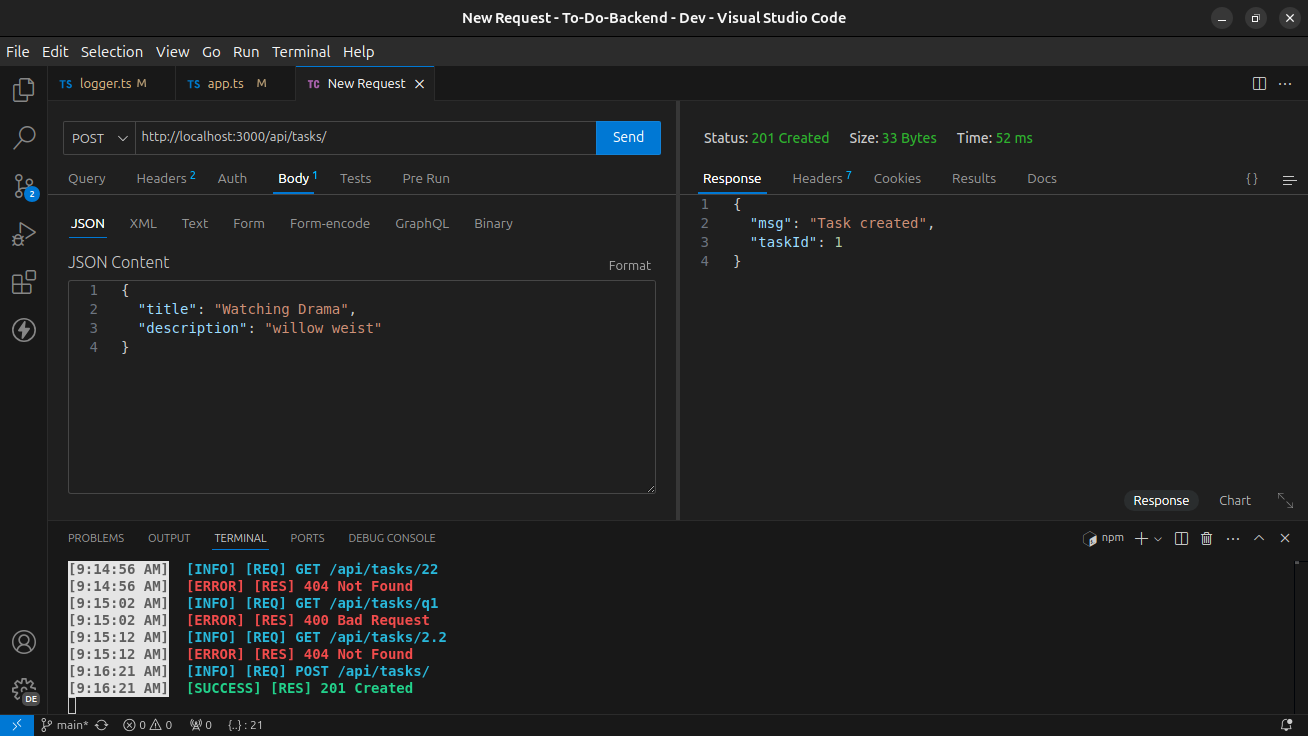 New Request - To-Do-Backend - Dev - Visual Studio Code
File Edit Selection View Go Run Terminal Help
TS logger.ts M
TS app.ts M
TC New Request
POST
http://localhost:3000/api/tasks/
Send
Query Headers 2 Auth Body 1 Tests Pre Run
JSON XML Text Form Form-encode GraphQL Binary
JSON Content
Format
1 {
2 "title": "Watching Drama",
3 "description": "willow weist"
4 }
Status: 201 Created Size: 33 Bytes Time: 52 ms
Response Headers 7 Cookies Results Docs { }
1 {
2 "msg": "Task created",
3 "taskId": 1
4 }
Response Chart
2
DE
PROBLEMS OUTPUT TERMINAL PORTS DEBUG CONSOLE
npm
[9:14:56 AM] [INFO] [REQ] GET /api/tasks/22
[9:14:56 AM] [ERROR] [RES] 404 Not Found
[9:15:02 AM] [INFO] [REQ] GET /api/tasks/q1
[9:15:02 AM] [ERROR] [RES] 400 Bad Request
[9:15:12 AM] [INFO] [REQ] GET /api/tasks/2.2
[9:15:12 AM] [ERROR] [RES] 404 Not Found
[9:16:21 AM] [INFO] [REQ] POST /api/tasks/
[9:16:21 AM] [SUCCESS] [RES] 201 Created
main* 0 0 0 {..} : 21